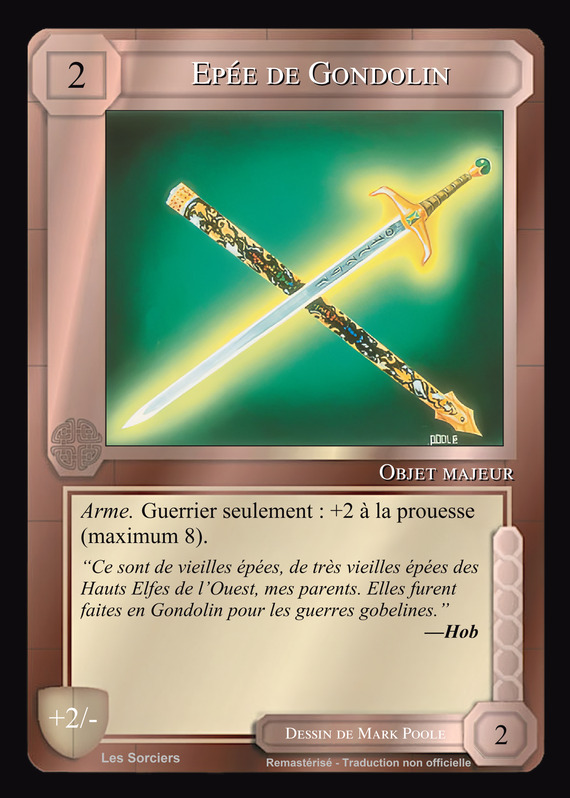 2
Epée de Gondolin
POOLE
Objet majeur
Arme. Guerrier seulement : +2 à la prouesse
(maximum 8).
“Ce sont de vieilles épées, de très vieilles épées des
Hauts Elfes de l’Ouest, mes parents. Elles furent
faites en Gondolin pour les guerres gobelines.”
—Hob
+2/-
Dessin de Mark Poole
2
Les Sorciers
Remastérisé - Traduction non officielle